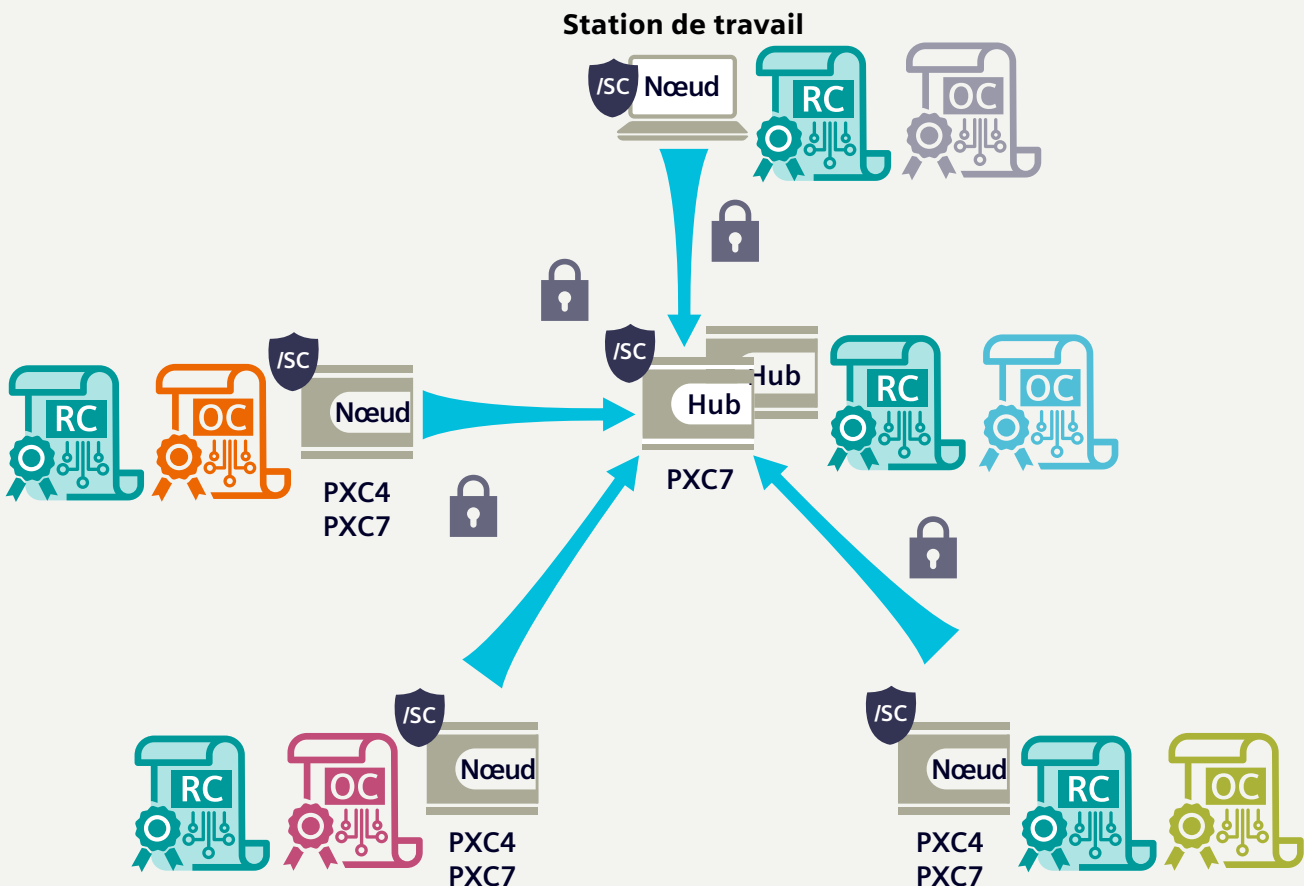 Station de travail
/SC Nœud RC OC
/SC
Hub
Hub
RC OC
PXC7
RC OC /SC Nœud
PXC4
PXC7
RC OC /SC Nœud
PXC4
PXC7
/SC Nœud RC OC
PXC4
PXC7